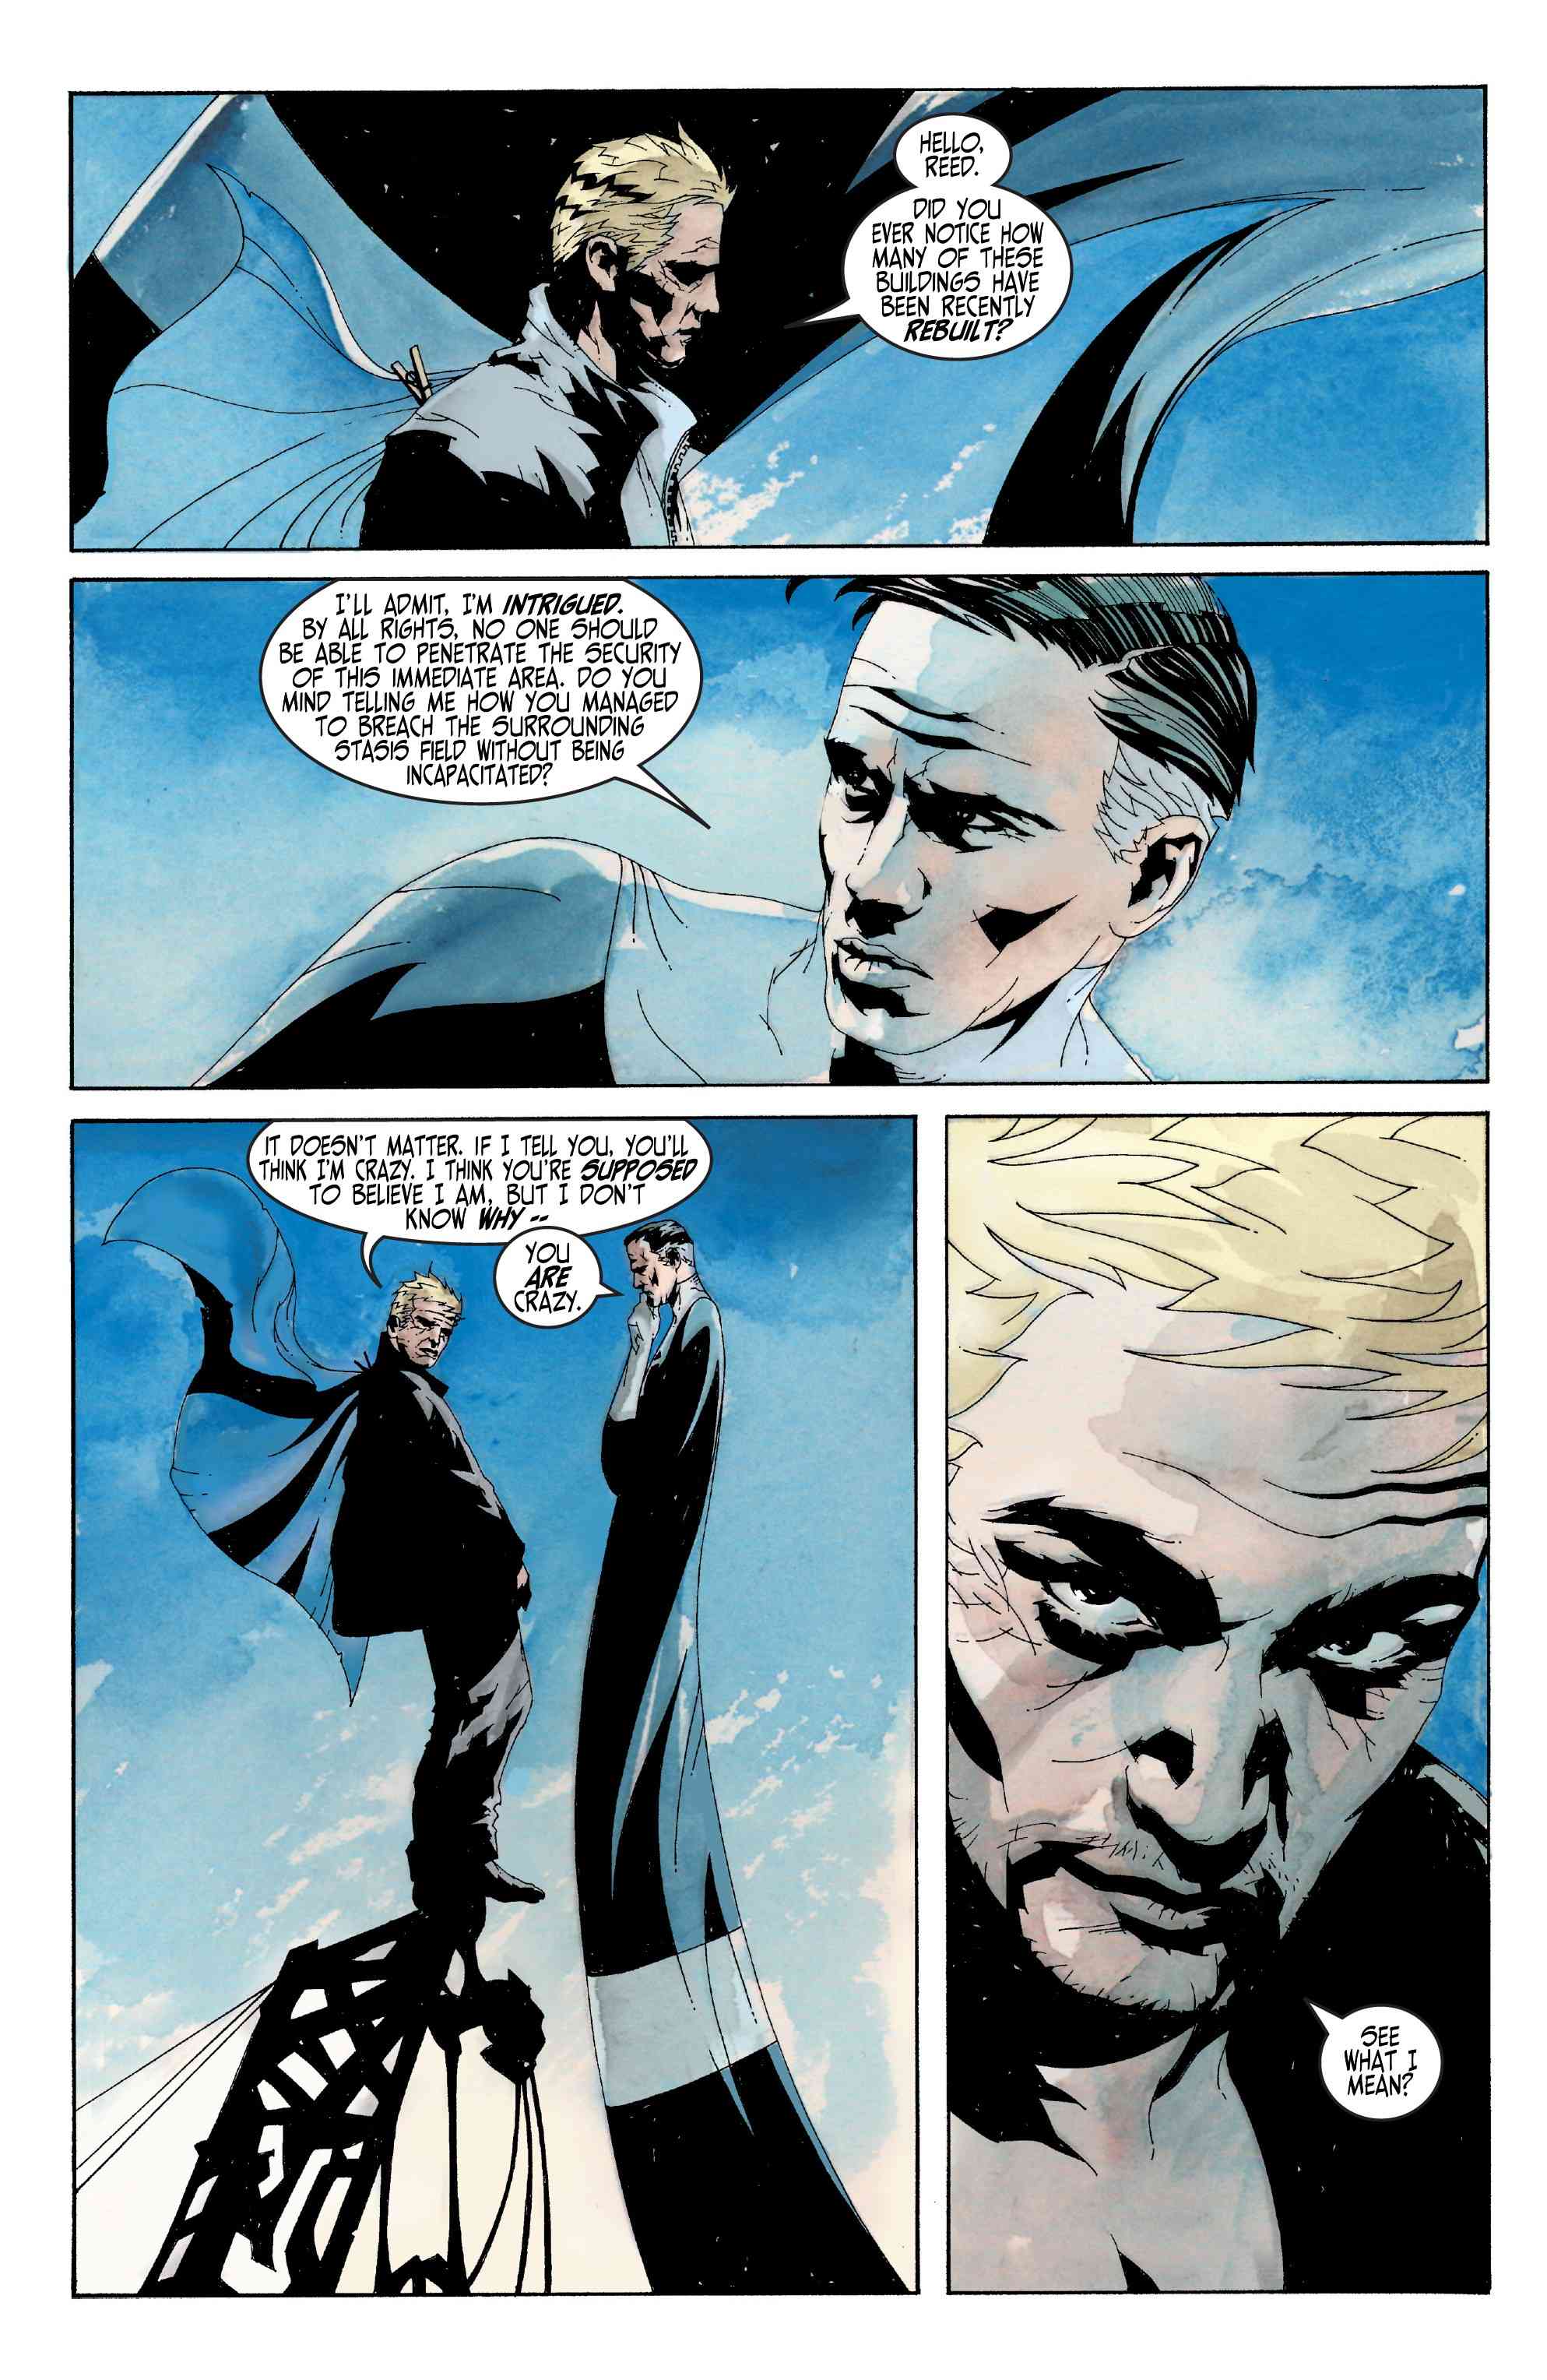 HELLO,
REED.
DID YOU
EVER NOTICE HOW
MANY OF THESE
BUILDINGS HAVE
BEEN RECENTLY
REBUILT?
I'LL ADMIT, I'M INTRIGUED.
BY ALL RIGHTS, NO ONE SHOULD
BE ABLE TO PENETRATE THE SECURITY
OF THIS IMMEDIATE AREA. DO YOU
MIND TELLING ME HOW YOU MANAGED
TO BREACH THE SURROUNDING
STASIS FIELD WITHOUT BEING
INCAPACITATED?
IT DOESN'T MATTER. IF I TELL YOU, YOU'LL
THINK I'M CRAZY. I THINK YOU'RE SUPPOSED
TO BELIEVE I AM, BUT I DON'T
KNOW WHY --
YOU
ARE
CRAZY.
SEE
WHAT I
MEAN?